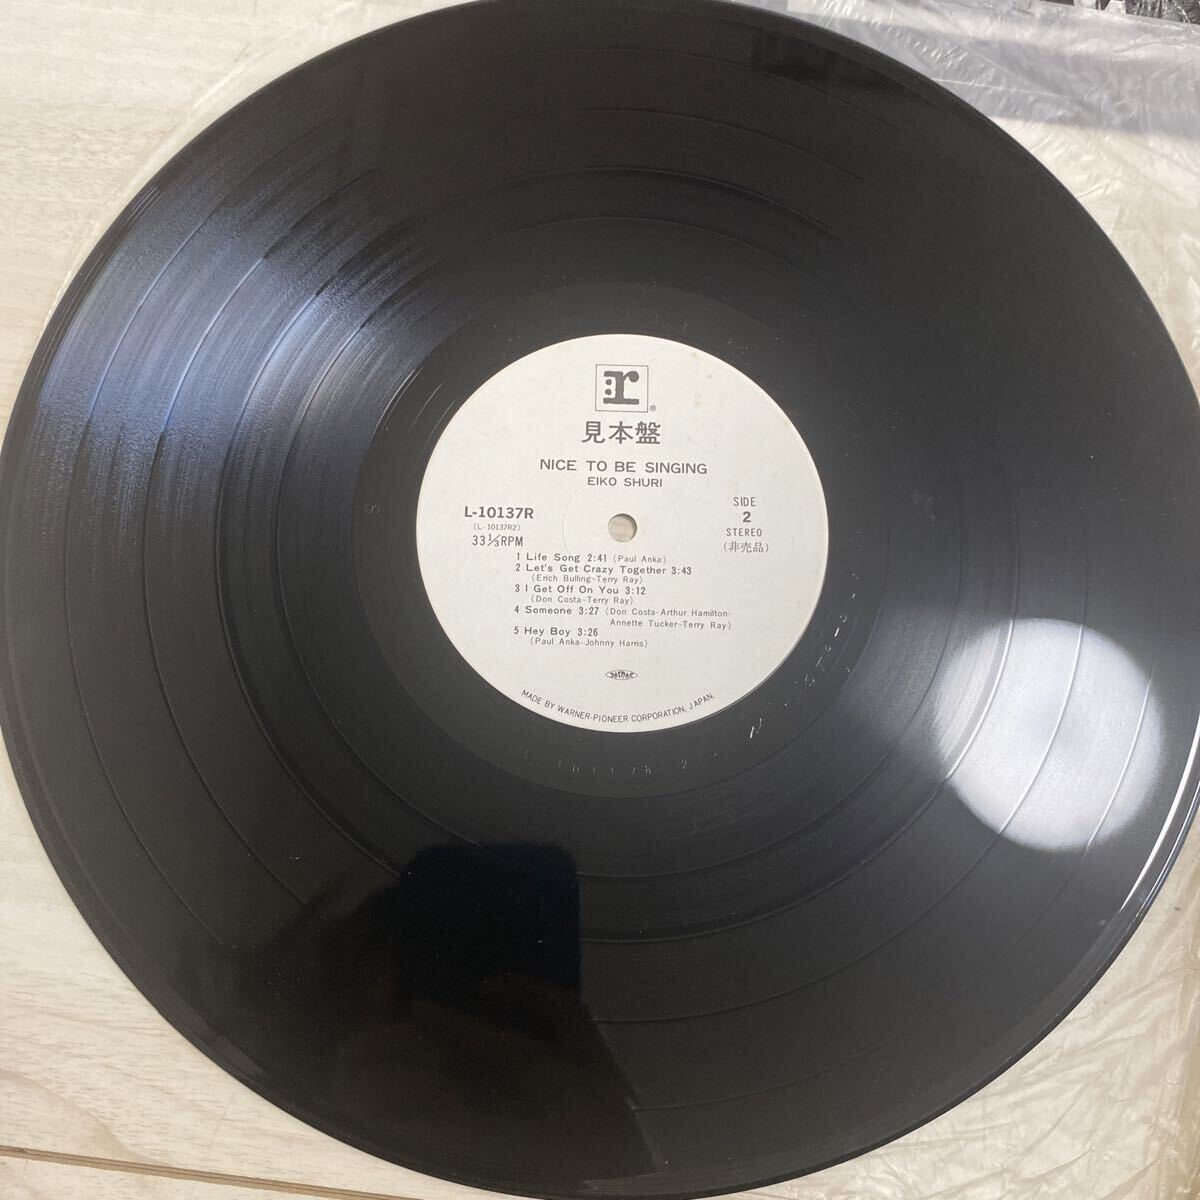 r
®
見本盤
NICE TO BE SINGING
EIKO SHURI
L-10137R
(L-10137R2)
33⅓RPM
SIDE
2
STEREO
(非売品)
1 Life Song 2:41 (Paul Anka)
2 Let's Get Crazy Together 3:43
(Erich Bulling-Terry Ray)
3 I Get Off On You 3:12
(Don Costa-Terry Ray)
4 Someone 3:27 (Don Costa-Arthur Hamilton-
Annette Tucker-Terry Ray)
5 Hey Boy 3:26
(Paul Anka-Johnny Harris)
MADE BY WARNER-PIONEER CORPORATION, JAPAN